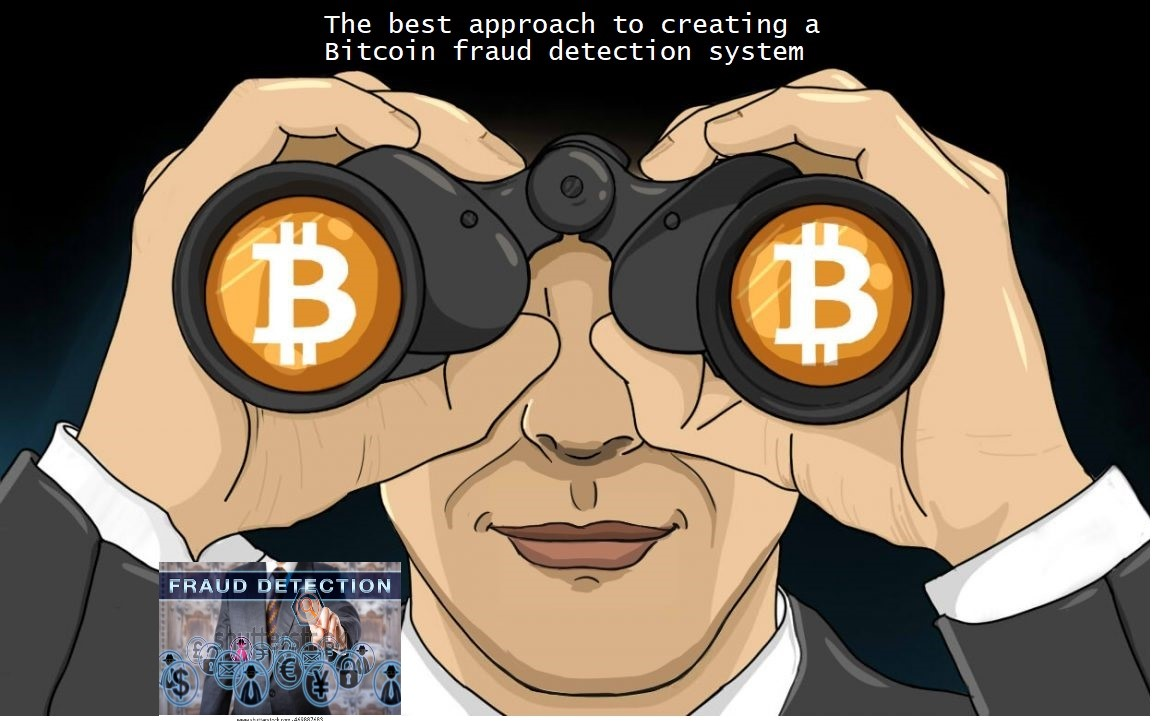 The best approach to creating a
Bitcoin fraud detection system
FRAUD DETECTION